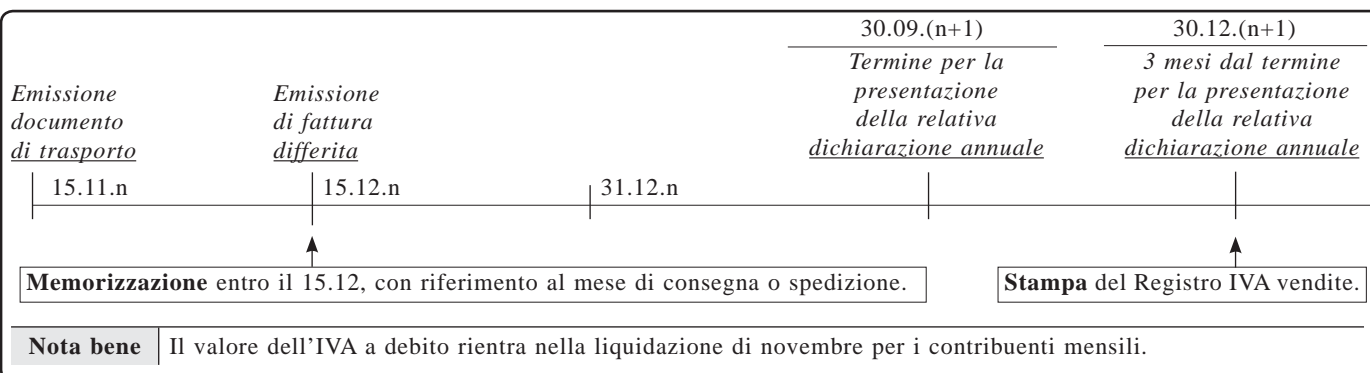 30.09.(n+1)
30.12.(n+1)
Emissione
documento
di trasporto
Emissione
di fattura
differita
Termine per la
presentazione
della relativa
dichiarazione annuale
3 mesi dal termine
per la presentazione
della relativa
dichiarazione annuale
15.11.n
15.12.n
31.12.n
Memorizzazione entro il 15.12, con riferimento al mese di consegna o spedizione.
Stampa del Registro IVA vendite.
Nota bene Il valore dell'IVA a debito rientra nella liquidazione di novembre per i contribuenti mensili.